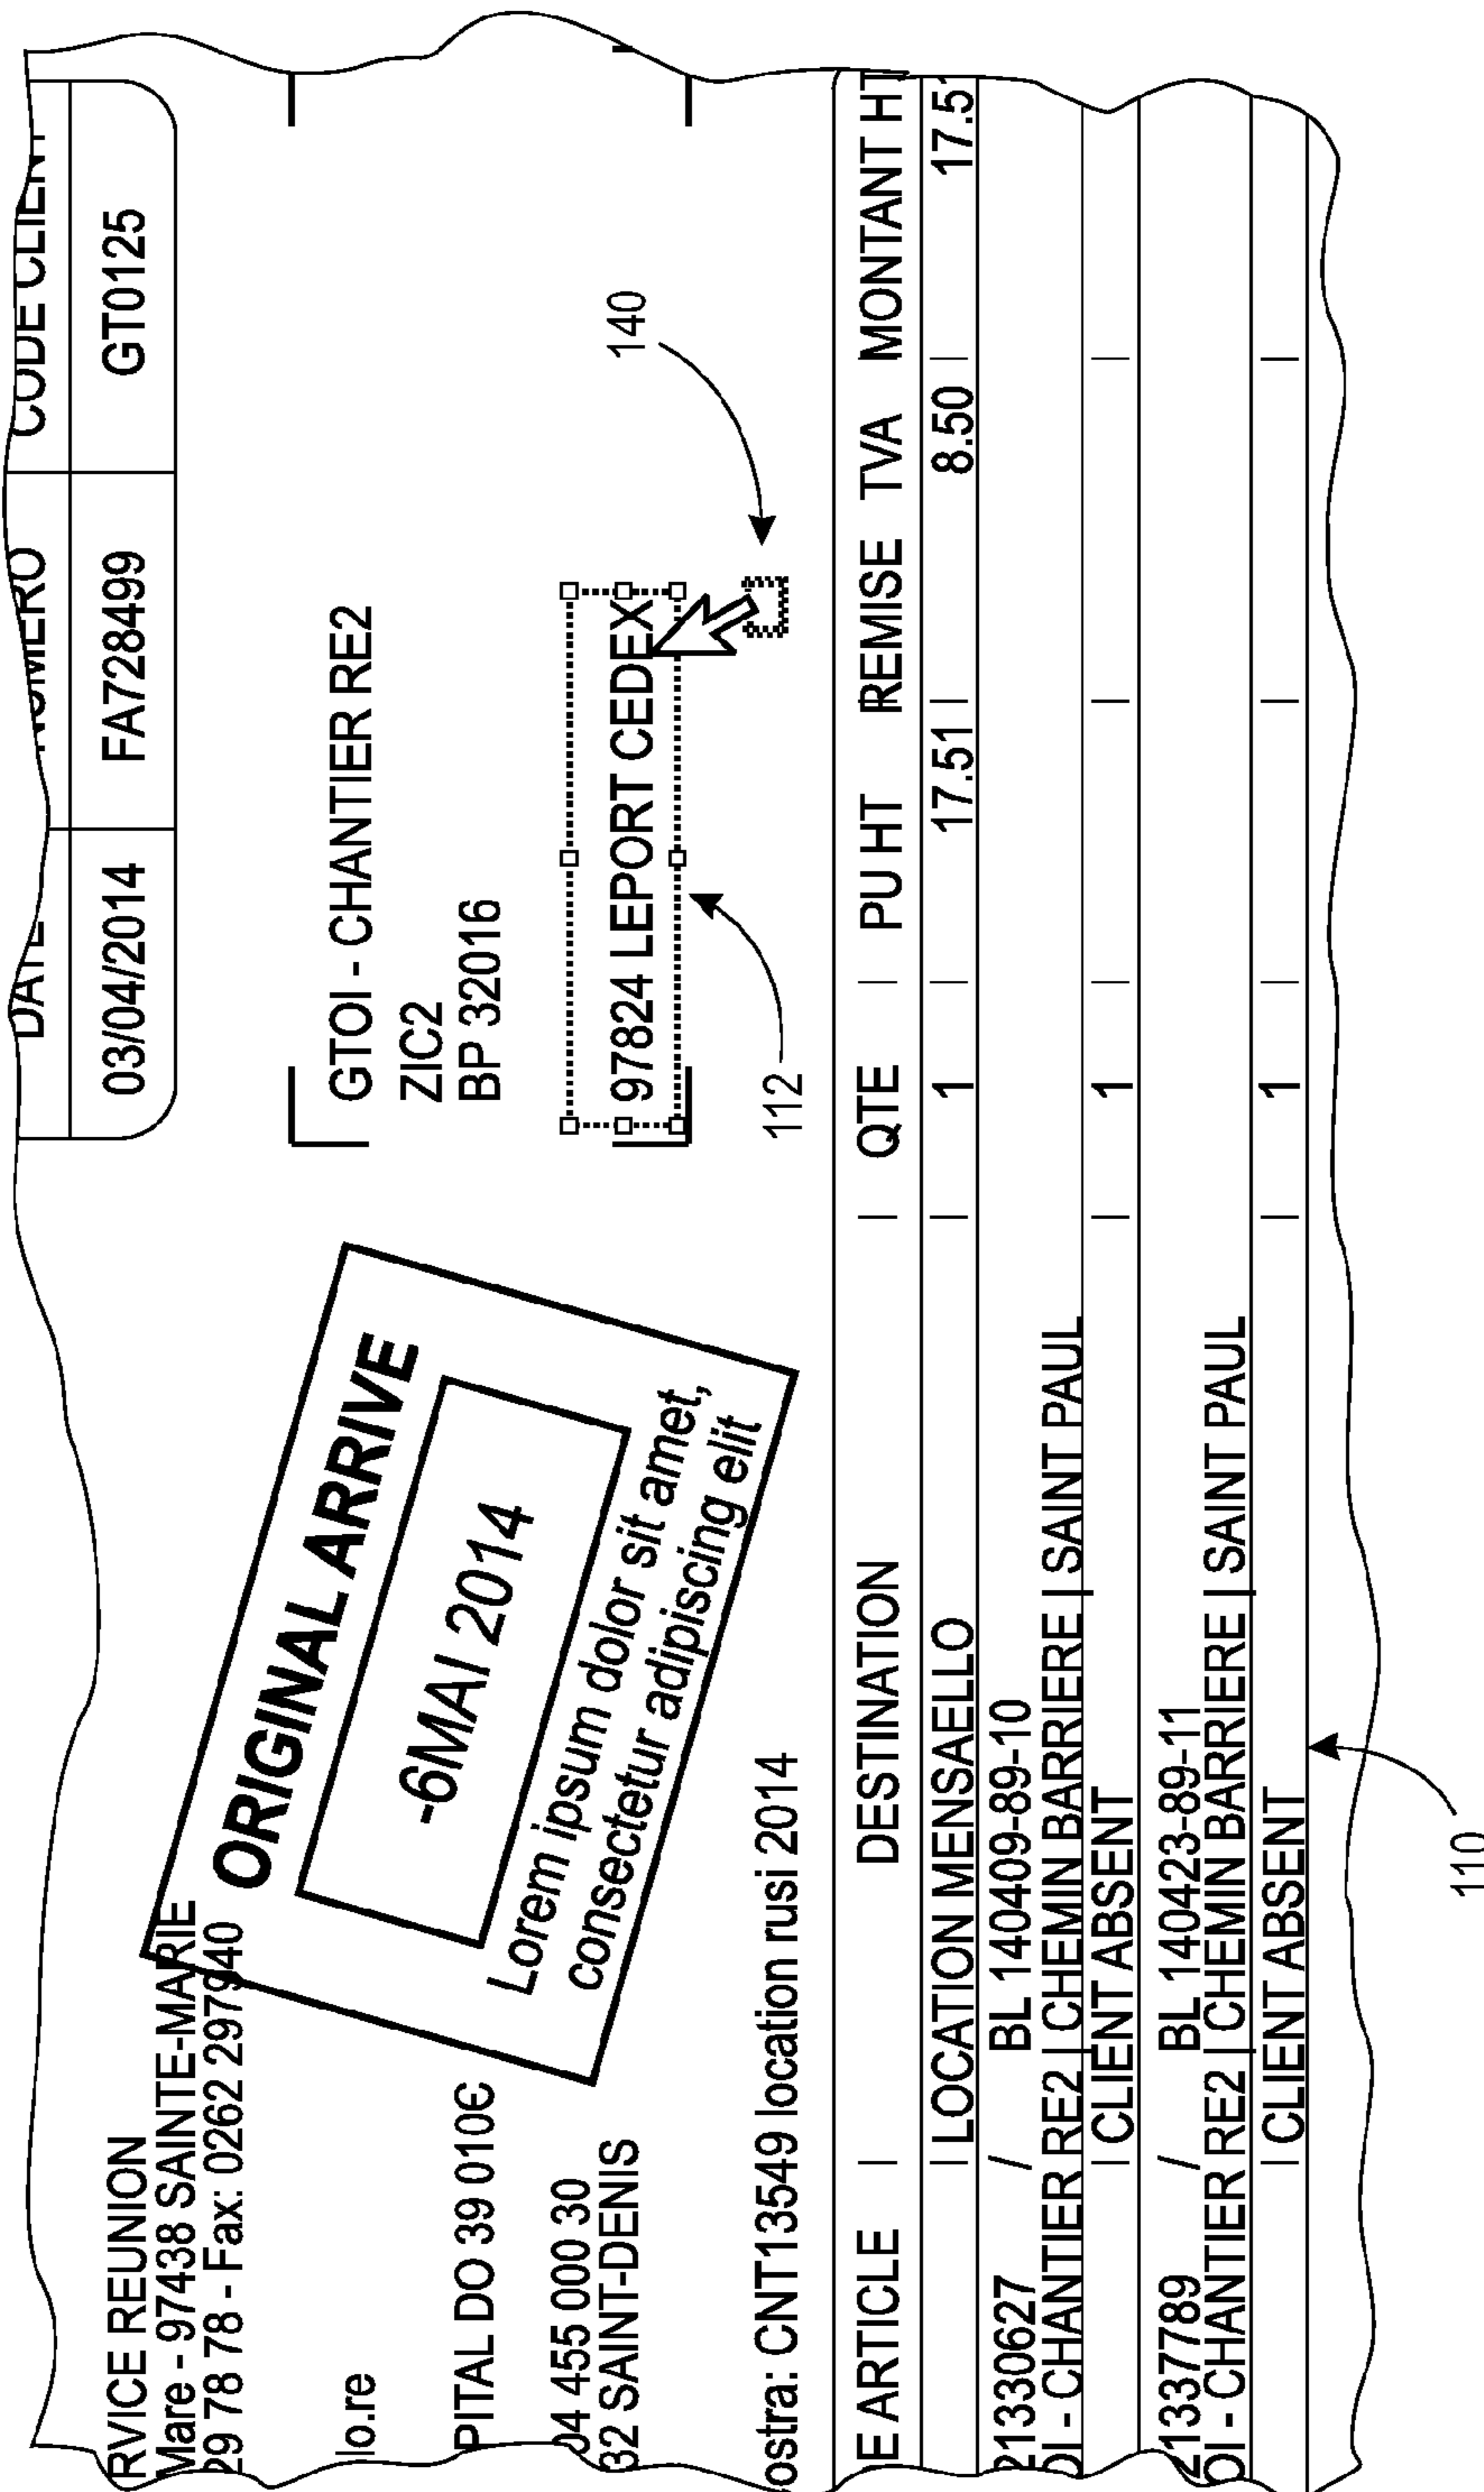 DATE NUMERO CODE CLIENT
03/04/2014 FA728499 GT0125
RVICE REUNION
Mare - 97438 SAINTE-MARIE
29 78 78 - Fax: 0262 297940
lo.re
PITAL DO 39 010€
04 455 000 30
32 SAINT-DENIS
ORIGINAL ARRIVE
-6MAI 2014
Lorem ipsum dolor sit amet,
consectetur adipiscing elit
GTOI - CHANTIER RE2
ZIC2
BP 32016
97824 LEPORT CEDEX
112
140
ostra: CNT13549 location rusi 2014
E ARTICLE | DESTINATION | QTE | PU HT | REMISE TVA | MONTANT HT
| LOCATION MENSAELLO | 1 | 17.51 | 8.50 17.5
21330627 / BL 140409-89-10
OI - CHANTIER RE2 | CHEMIN BARRIERE | SAINT PAUL
| CLIENT ABSENT | 1 | | |
21337789 / BL 140423-89-11
OI - CHANTIER RE2 | CHEMIN BARRIERE | SAINT PAUL
| CLIENT ABSENT | 1 | | |
110